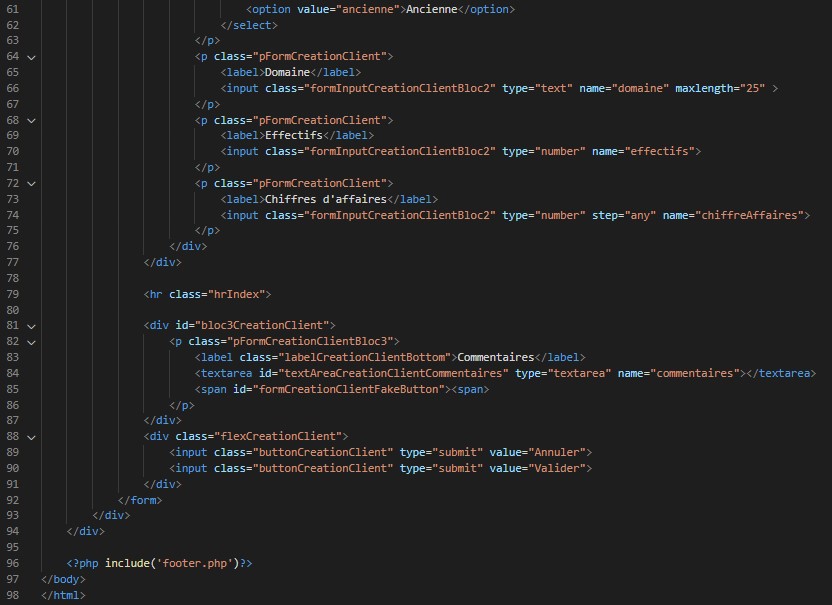 61 <option value="ancienne">Ancienne</option>
62 </select>
63 </p>
64 <p class="pFormCreationClient">
65 <label>Domaine</label>
66 <input class="formInputCreationClientBloc2" type="text" name="domaine" maxlength="25" >
67 </p>
68 <p class="pFormCreationClient">
69 <label>Effectifs</label>
70 <input class="formInputCreationClientBloc2" type="number" name="effectifs">
71 </p>
72 <p class="pFormCreationClient">
73 <label>Chiffres d'affaires</label>
74 <input class="formInputCreationClientBloc2" type="number" step="any" name="chiffreAffaires">
75 </p>
76 </div>
77 </div>
78
79 <hr class="hrIndex">
80
81 <div id="bloc3CreationClient">
82 <p class="pFormCreationClientBloc3">
83 <label class="labelCreationClientBottom">Commentaires</label>
84 <textarea id="textAreaCreationClientCommentaires" type="textarea" name="commentaires"></textarea>
85 <span id="formCreationClientFakeButton"><span>
86 </p>
87 </div>
88 <div class="flexCreationClient">
89 <input class="buttonCreationClient" type="submit" value="Annuler">
90 <input class="buttonCreationClient" type="submit" value="Valider">
91 </div>
92 </form>
93 </div>
94 </div>
95
96 <?php include('footer.php')?>
97 </body>
98 </html>